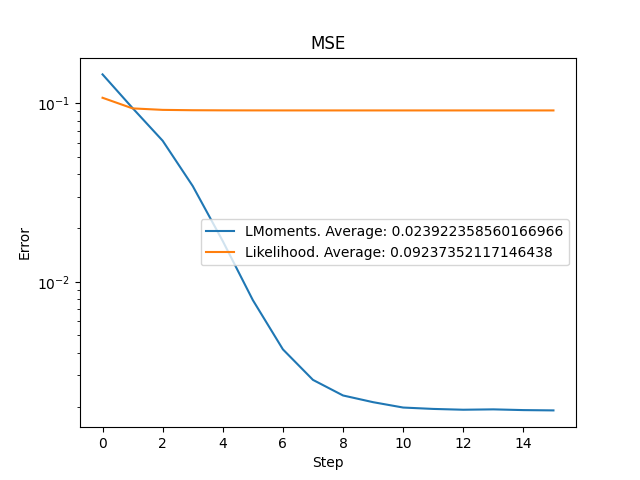 MSE
10⁻¹
10⁻²
Error
LMoments. Average: 0.023922358560166966
Likelihood. Average: 0.09237352117146438
0 2 4 6 8 10 12 14
Step